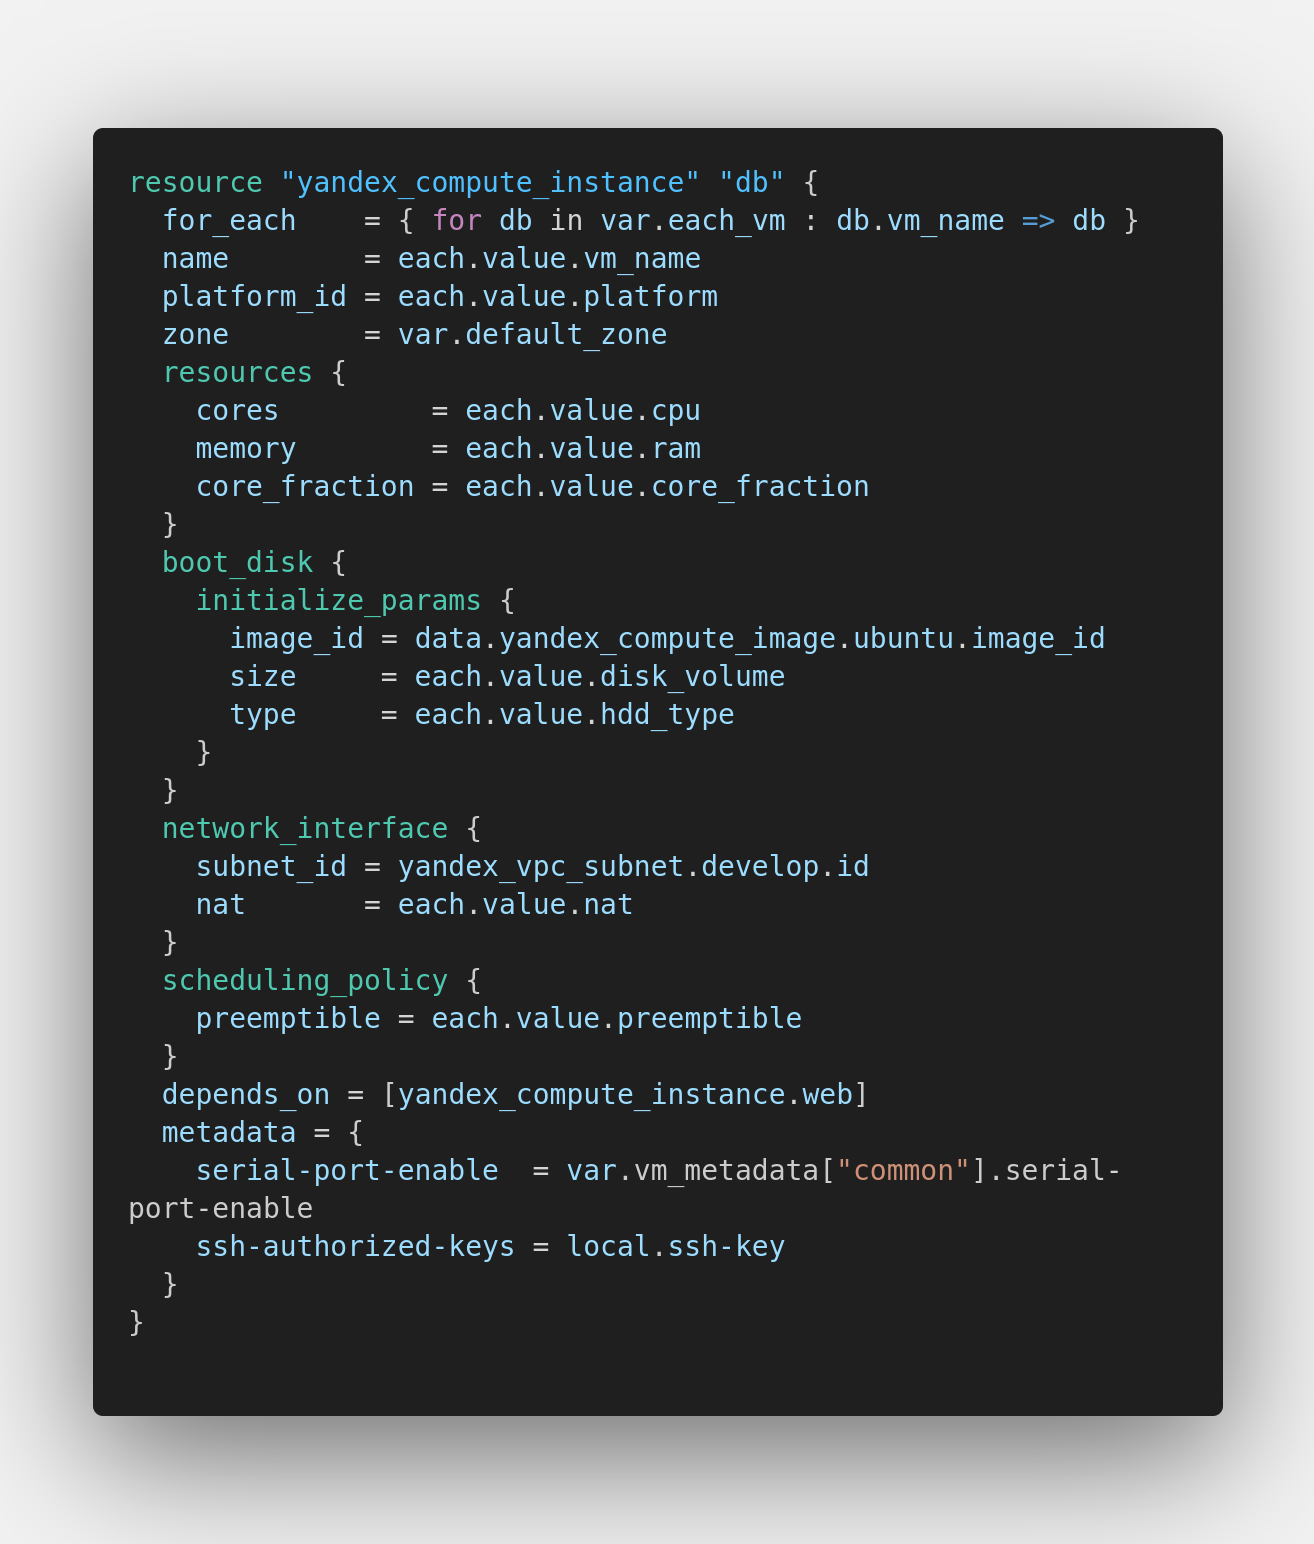 resource "yandex_compute_instance" "db" {
  for_each    = { for db in var.each_vm : db.vm_name => db }
  name        = each.value.vm_name
  platform_id = each.value.platform
  zone        = var.default_zone
  resources {
    cores         = each.value.cpu
    memory        = each.value.ram
    core_fraction = each.value.core_fraction
  }
  boot_disk {
    initialize_params {
      image_id = data.yandex_compute_image.ubuntu.image_id
      size     = each.value.disk_volume
      type     = each.value.hdd_type
    }
  }
  network_interface {
    subnet_id = yandex_vpc_subnet.develop.id
    nat       = each.value.nat
  }
  scheduling_policy {
    preemptible = each.value.preemptible
  }
  depends_on = [yandex_compute_instance.web]
  metadata = {
    serial-port-enable  = var.vm_metadata["common"].serial-
port-enable
    ssh-authorized-keys = local.ssh-key
  }
}